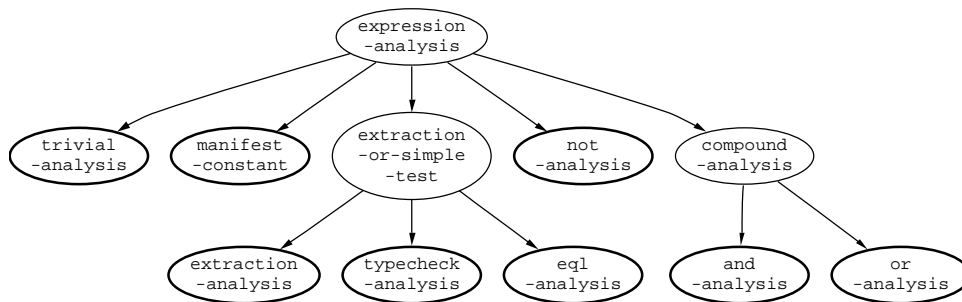 expression
-analysis
trivial
-analysis
manifest
-constant
extraction
-or-simple
-test
not
-analysis
compound
-analysis
extraction
-analysis
typecheck
-analysis
eql
-analysis
and
-analysis
or
-analysis